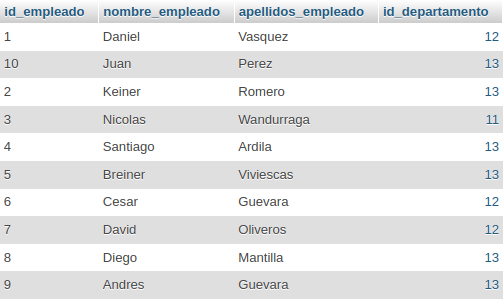 id_empleado nombre_empleado apellidos_empleado id_departamento
1 Daniel Vasquez 12
10 Juan Perez 13
2 Keiner Romero 13
3 Nicolas Wandurraga 11
4 Santiago Ardila 13
5 Breiner Viviescas 13
6 Cesar Guevara 12
7 David Oliveros 12
8 Diego Mantilla 13
9 Andres Guevara 13